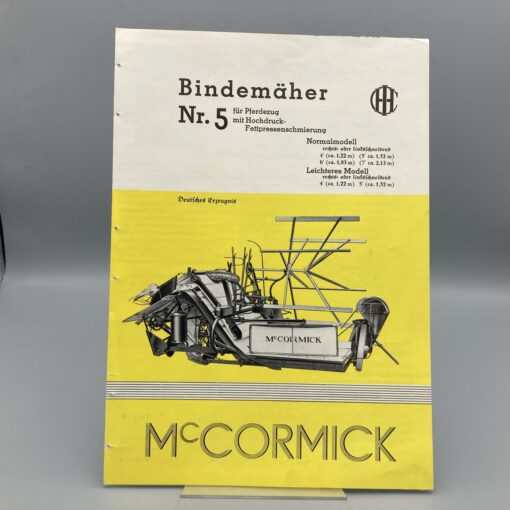 Bindemäher
Nr. 5
für Pferdezug
mit Hochdruck-
Fettpressenschmierung
IHC
Normalmodell
rechts- oder linksschneidend
4' (ca. 1,22 m) (5' ca. 1,52 m)
6' (ca. 1,83 m) (7' ca. 2,13 m)
Leichteres Modell
rechts- oder linksschneidend
4' (ca. 1,22 m) 5' (ca. 1,52 m)
Deutsches Erzeugnis
McCORMICK
McCORMICK